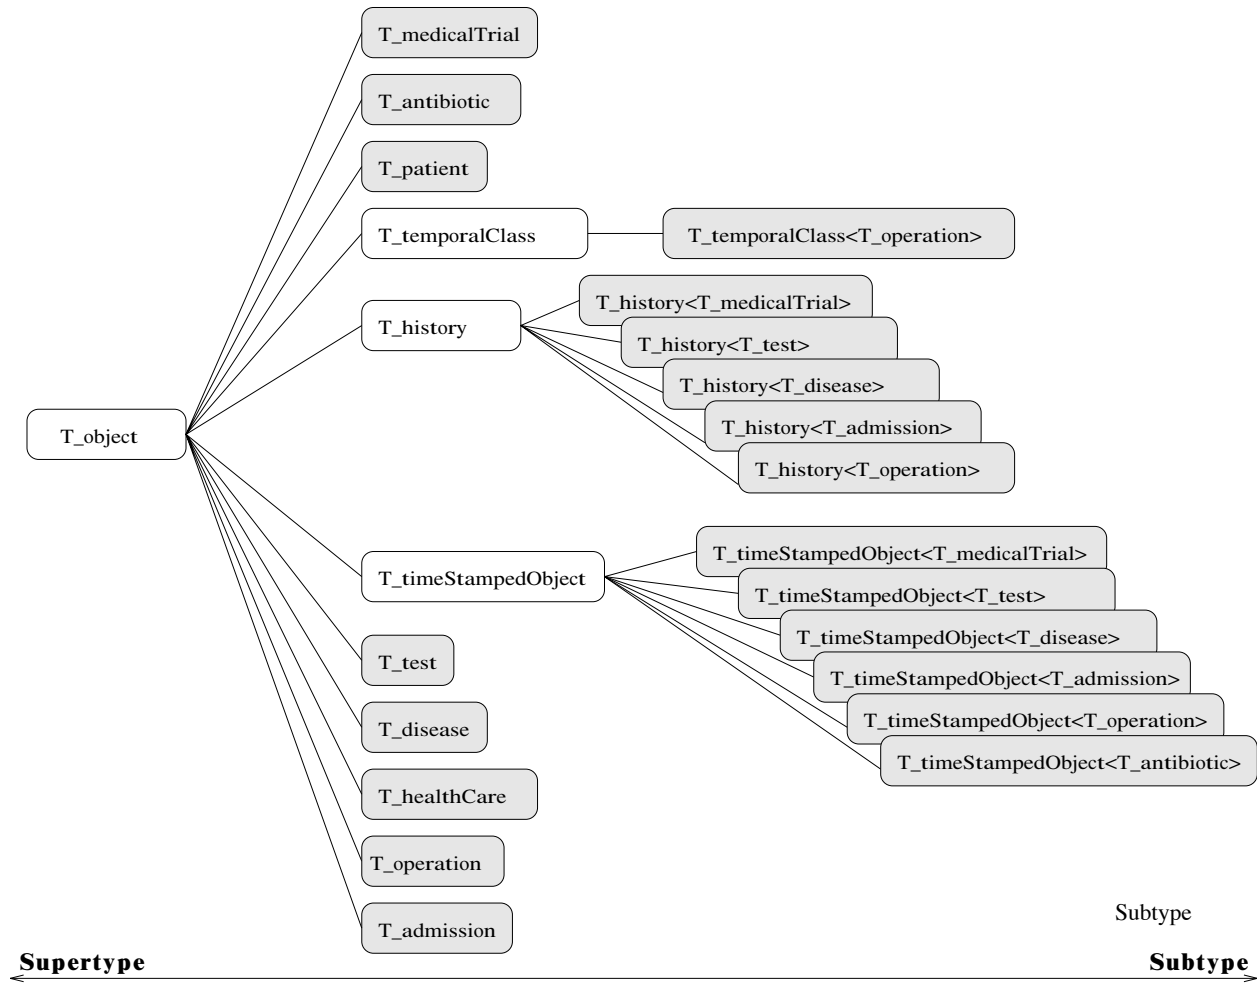 T_medicalTrial
T_antibiotic
T_patient
T_temporalClass
T_temporalClass<T_operation>
T_history<T_medicalTrial>
T_history
T_history<T_test>
T_history<T_disease>
T_history<T_admission>
T_object
T_history<T_operation>
T_timeStampedObject<T_medicalTrial>
T_timeStampedObject
T_timeStampedObject<T_test>
T_timeStampedObject<T_disease>
T_test
T_timeStampedObject<T_admission>
T_disease
T_timeStampedObject<T_operation>
T_timeStampedObject<T_antibiotic>
T_healthCare
T_operation
Subtype
T_admission
Supertype
Subtype